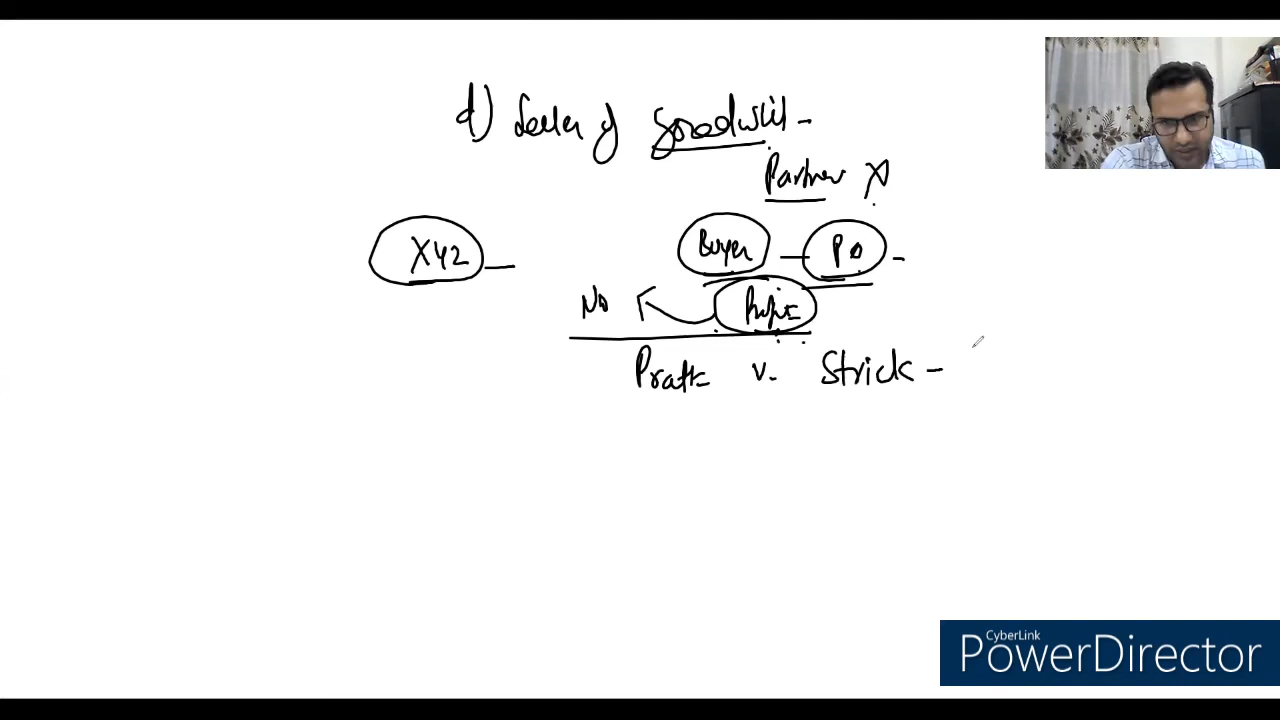 d) Seller of Goodwill -
Partner X
XYZ - Buyer - Po -
No Profit
Pratt v. Strick -
CyberLink
PowerDirector